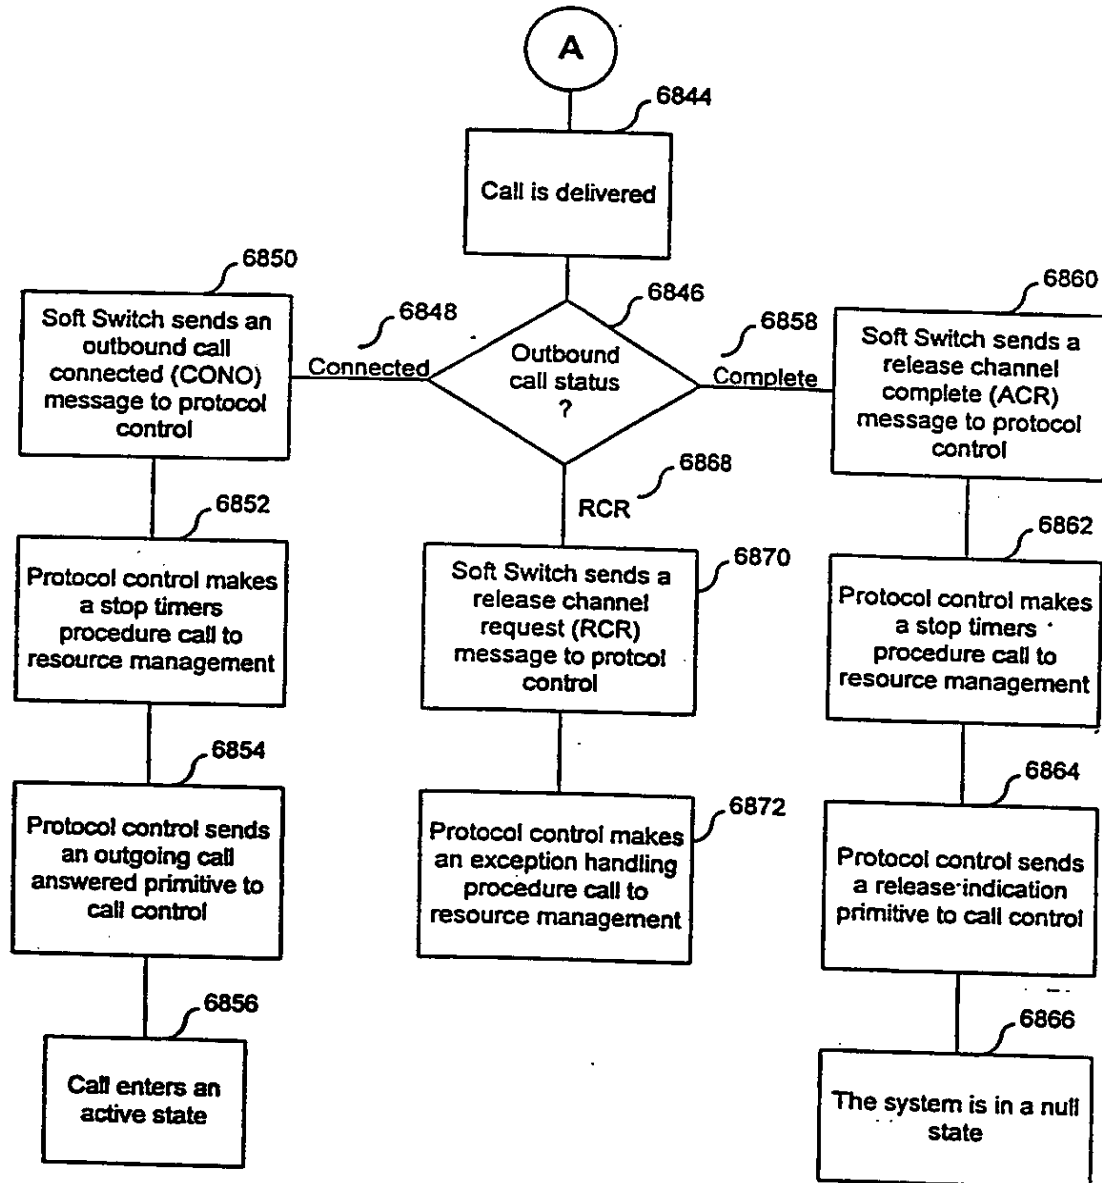 A
6844
Call is delivered
6846
Outbound
call status
?
6848
Connected
6850
Soft Switch sends an
outbound call
connected (CONO)
message to protocol
control
6852
Protocol control makes
a stop timers
procedure call to
resource management
6854
Protocol control sends
an outgoing call
answered primitive to
call control
6856
Call enters an
active state
6868
RCR
6870
Soft Switch sends a
release channel
request (RCR)
message to protcol
control
6872
Protocol control makes
an exception handling
procedure call to
resource management
6858
Complete
6860
Soft Switch sends a
release channel
complete (ACR)
message to protocol
control
6862
Protocol control makes
a stop timers
procedure call to
resource management
6864
Protocol control sends
a release indication
primitive to call control
6866
The system is in a null
state